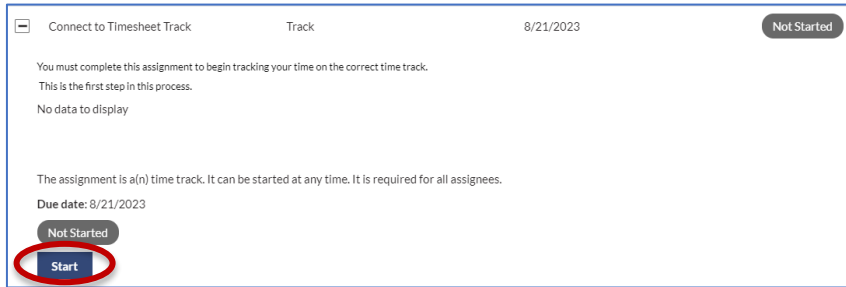 Connect to Timesheet Track Track 8/21/2023 Not Started
You must complete this assignment to begin tracking your time on the correct time track.
This is the first step in this process.
No data to display
The assignment is a(n) time track. It can be started at any time. It is required for all assignees.
Due date: 8/21/2023
Not Started
Start